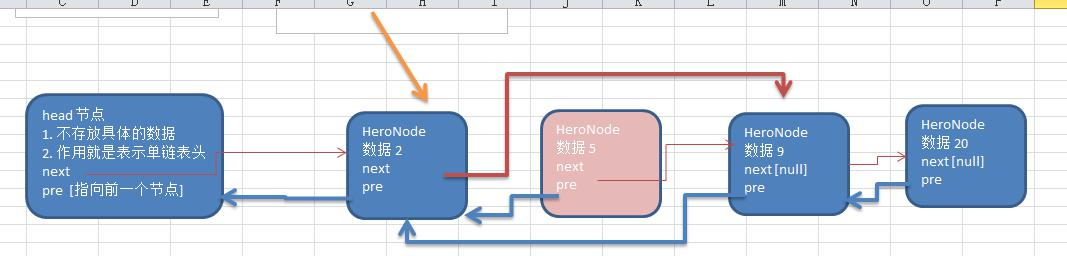 C D E F G H I J K L M N O P
head 节点
1. 不存放具体的数据
2. 作用就是表示单链表头
next
pre [指向前一个节点]
HeroNode
数据 2
next
pre
HeroNode
数据 5
next
pre
HeroNode
数据 9
next [null]
pre
HeroNode
数据 20
next [null]
pre